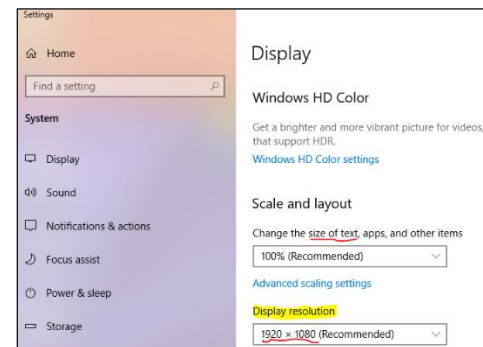 Settings
Home
Find a setting
System
Display
Sound
Notifications & actions
Focus assist
Power & sleep
Storage
Display
Windows HD Color
Get a brighter and more vibrant picture for videos,
that support HDR.
Windows HD Color settings
Scale and layout
Change the size of text, apps, and other items
100% (Recommended)
Advanced scaling settings
Display resolution
1920 × 1080 (Recommended)